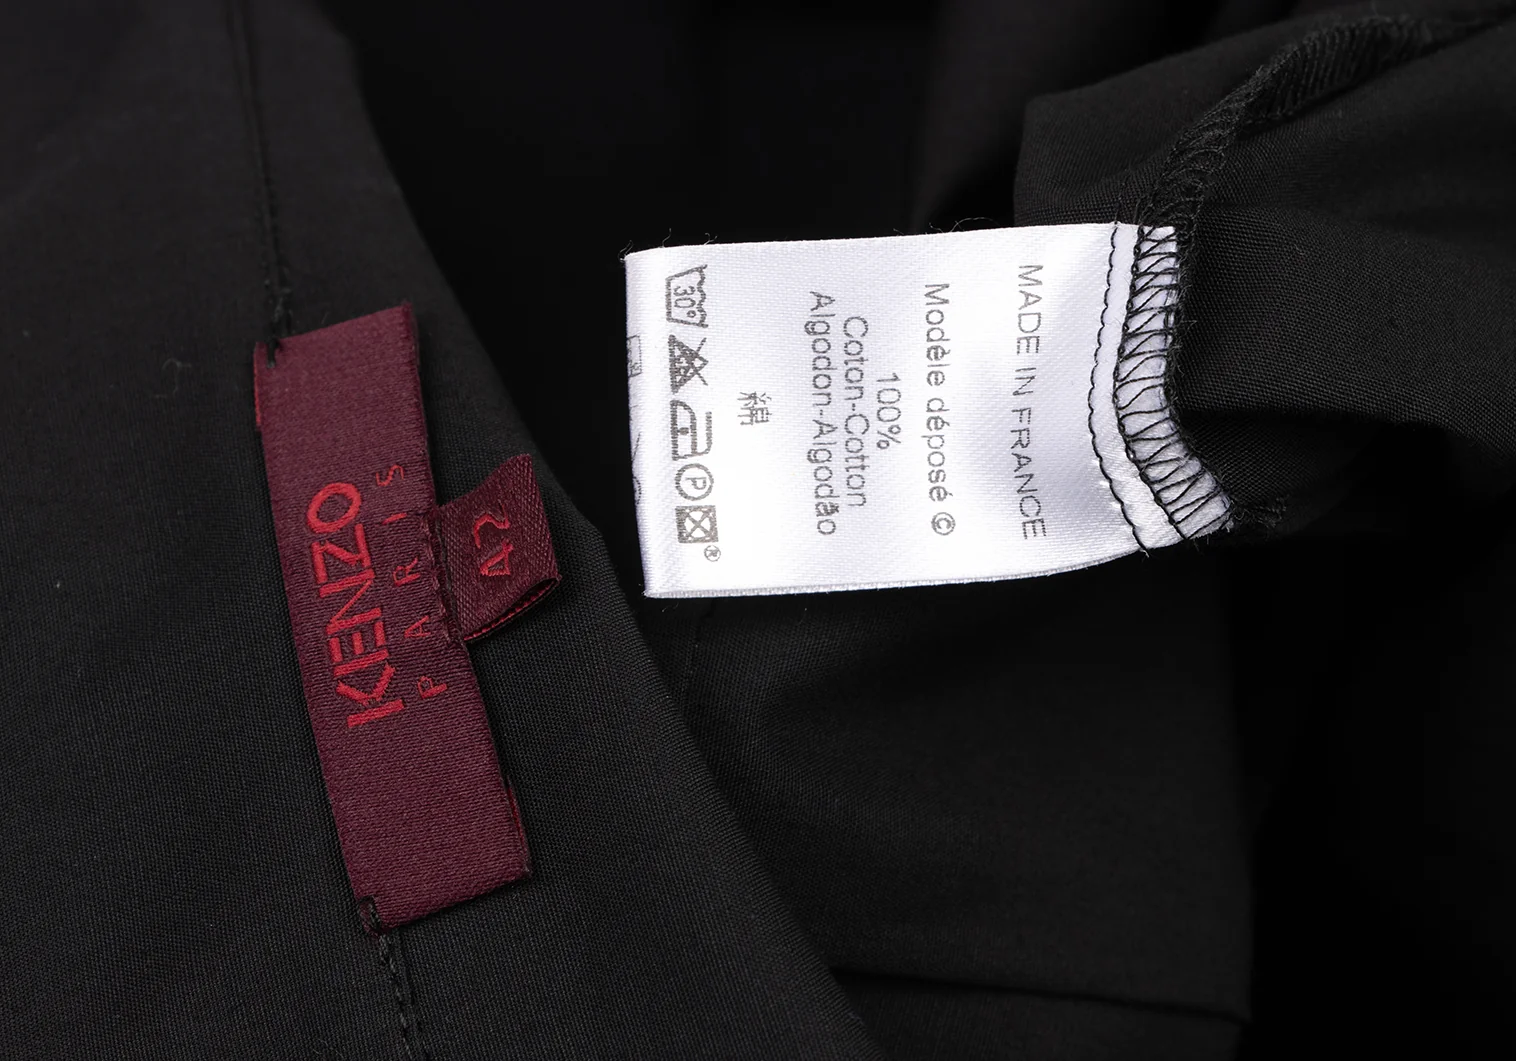 KENZO
PARIS
42
MADE IN FRANCE
Modèle déposé ©
100%
Coton-Cotton
Algodon-Algodão
綿
30°
P
®